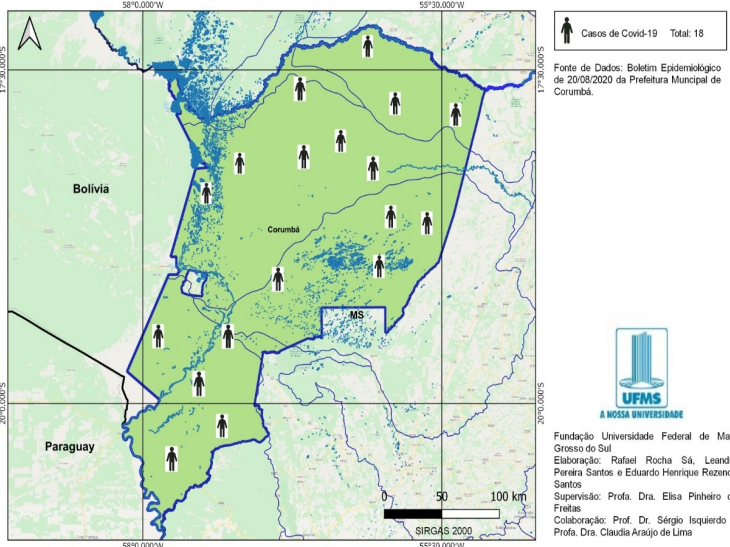 58°0.000'O
55°30.000'O
17°30.000'S
17°30.000'S
Bolívia
Corumbá
MS
Paraguay
20°0.000'S
20°0.000'S
0 50 100 km
SIRGAS 2000
58°0.000'O
55°30.000'O
Casos de Covid-19 Total: 18
Fonte de Dados: Boletim Epidemiológico
de 20/08/2020 da Prefeitura Muncipal de
Corumbá.
UFMS
A NOSSA UNIVERSIDADE
Fundação Universidade Federal de Ma
Grosso do Sul
Elaboração: Rafael Rocha Sá, Leand
Pereira Santos e Eduardo Henrique Rezen
Santos
Supervisão: Profa. Dra. Elisa Pinheiro
Freitas
Colaboração: Prof. Dr. Sérgio Isquierdo
Profa. Dra. Claudia Araújo de Lima